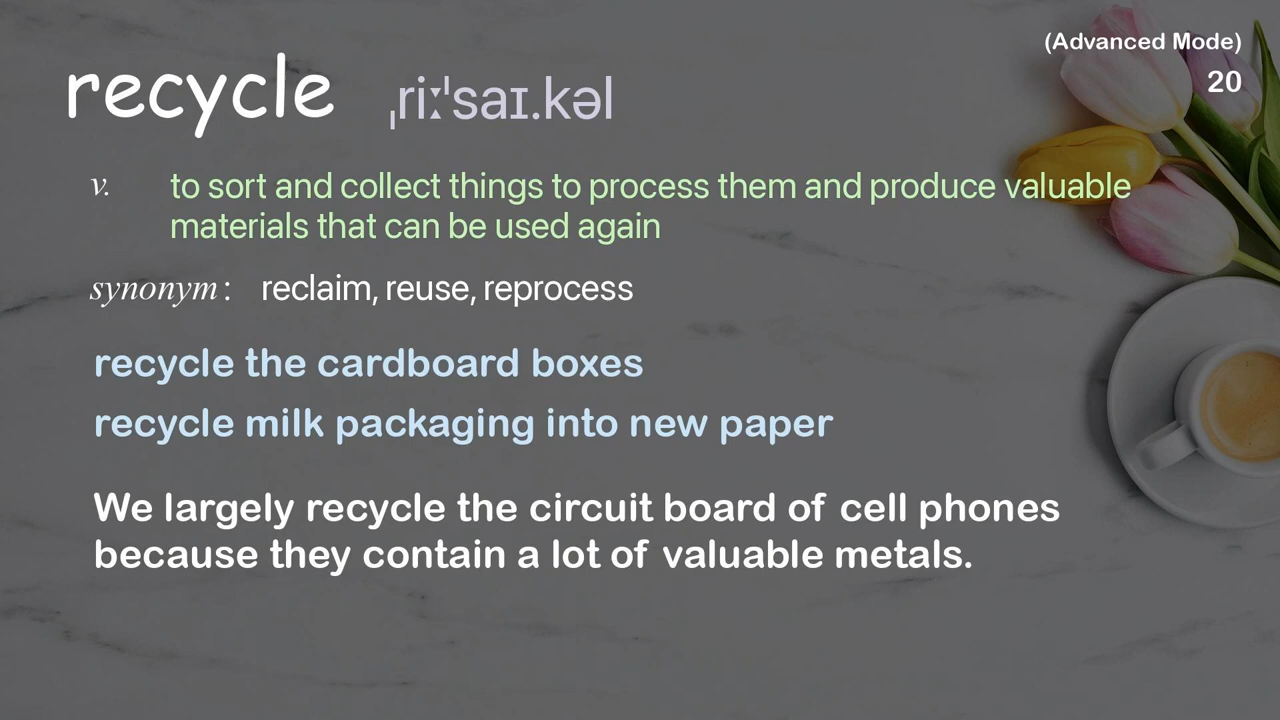 (Advanced Mode)
20
recycle ˌriːˈsaɪ.kəl
v. to sort and collect things to process them and produce valuable
materials that can be used again
synonym: reclaim, reuse, reprocess
recycle the cardboard boxes
recycle milk packaging into new paper
We largely recycle the circuit board of cell phones
because they contain a lot of valuable metals.